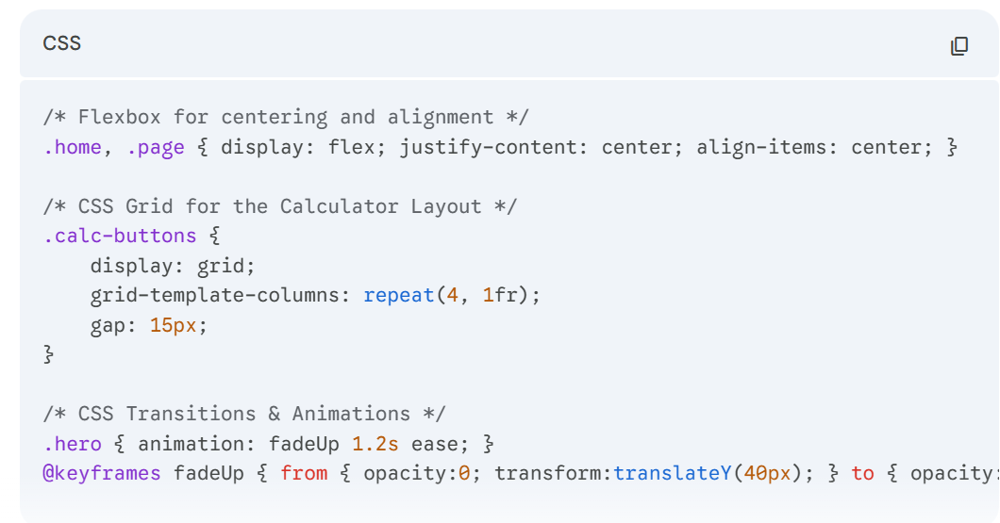 CSS
/* Flexbox for centering and alignment */
.home, .page { display: flex; justify-content: center; align-items: center; }
/* CSS Grid for the Calculator Layout */
.calc-buttons {
    display: grid;
    grid-template-columns: repeat(4, 1fr);
    gap: 15px;
}
/* CSS Transitions & Animations */
.hero { animation: fadeUp 1.2s ease; }
@keyframes fadeUp { from { opacity:0; transform:translateY(40px); } to { opacity: